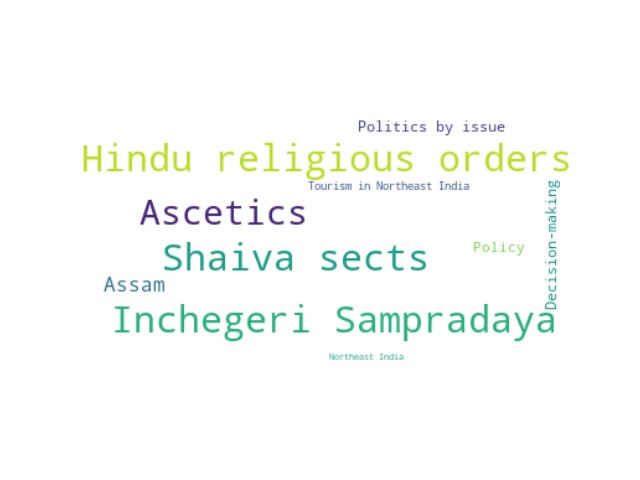 Politics by issue
Hindu religious orders
Tourism in Northeast India
Ascetics
Decision-making
Policy
Shaiva sects
Assam
Inchegeri Sampradaya
Northeast India